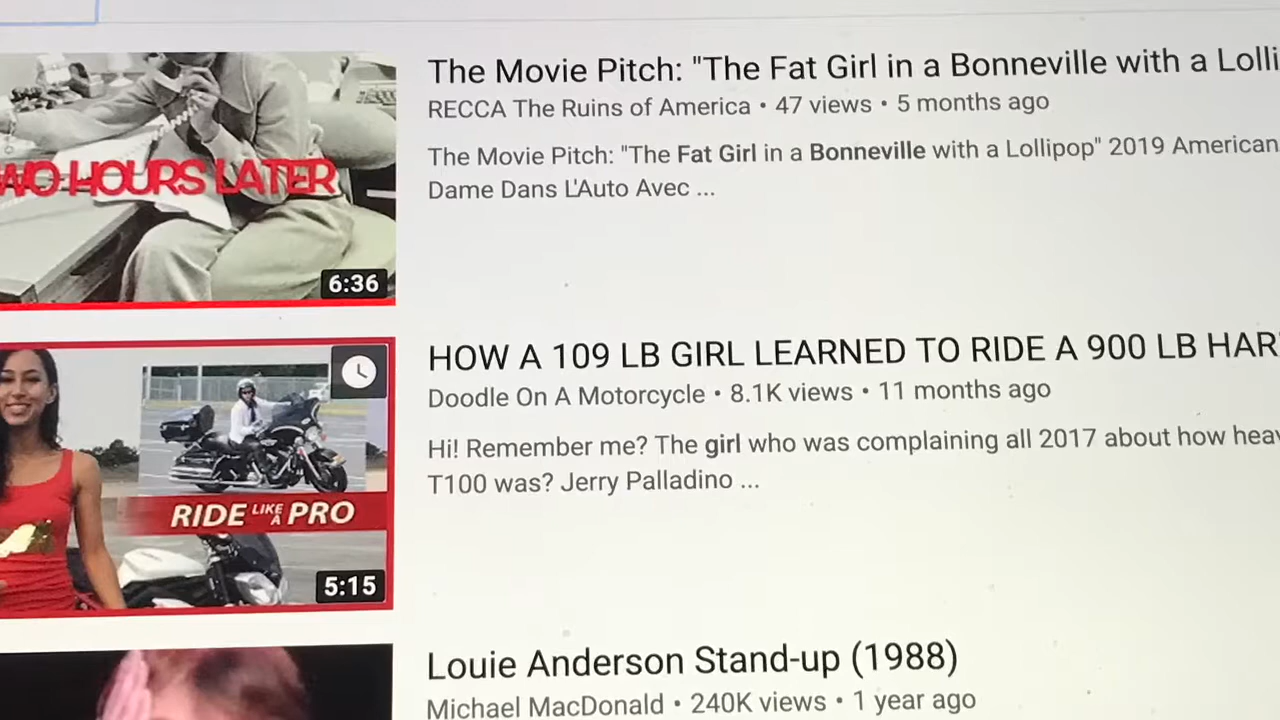 The Movie Pitch: "The Fat Girl in a Bonneville with a Lolli
RECCA The Ruins of America • 47 views • 5 months ago
The Movie Pitch: "The Fat Girl in a Bonneville with a Lollipop" 2019 American
Dame Dans L'Auto Avec ...
WO HOURS LATER
6:36
HOW A 109 LB GIRL LEARNED TO RIDE A 900 LB HAR
Doodle On A Motorcycle • 8.1K views • 11 months ago
Hi! Remember me? The girl who was complaining all 2017 about how heav
T100 was? Jerry Palladino ...
RIDE LIKE A PRO
5:15
Louie Anderson Stand-up (1988)
Michael MacDonald • 240K views • 1 year ago